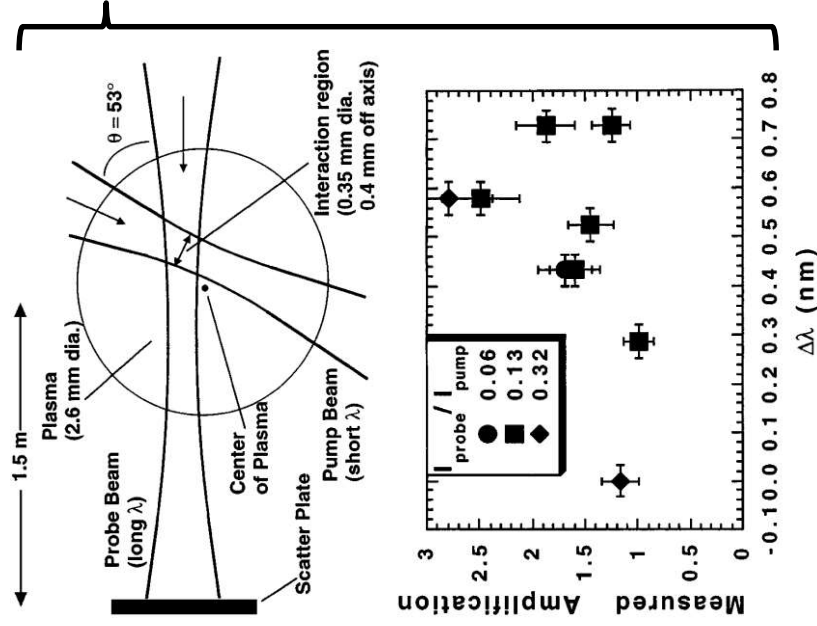 1.5 m
Plasma
(2.6 mm dia.)
θ = 53°
Probe Beam
(long λ)
Center
of Plasma
Interaction region
(0.35 mm dia.
0.4 mm off axis)
Pump Beam
(short λ)
Scatter Plate
Measured Amplification
3
2.5
2
1.5
1
0.5
0
I probe / I pump
0.06
0.13
0.32
-0.1 0.0 0.1 0.2 0.3 0.4 0.5 0.6 0.7 0.8
Δλ (nm)